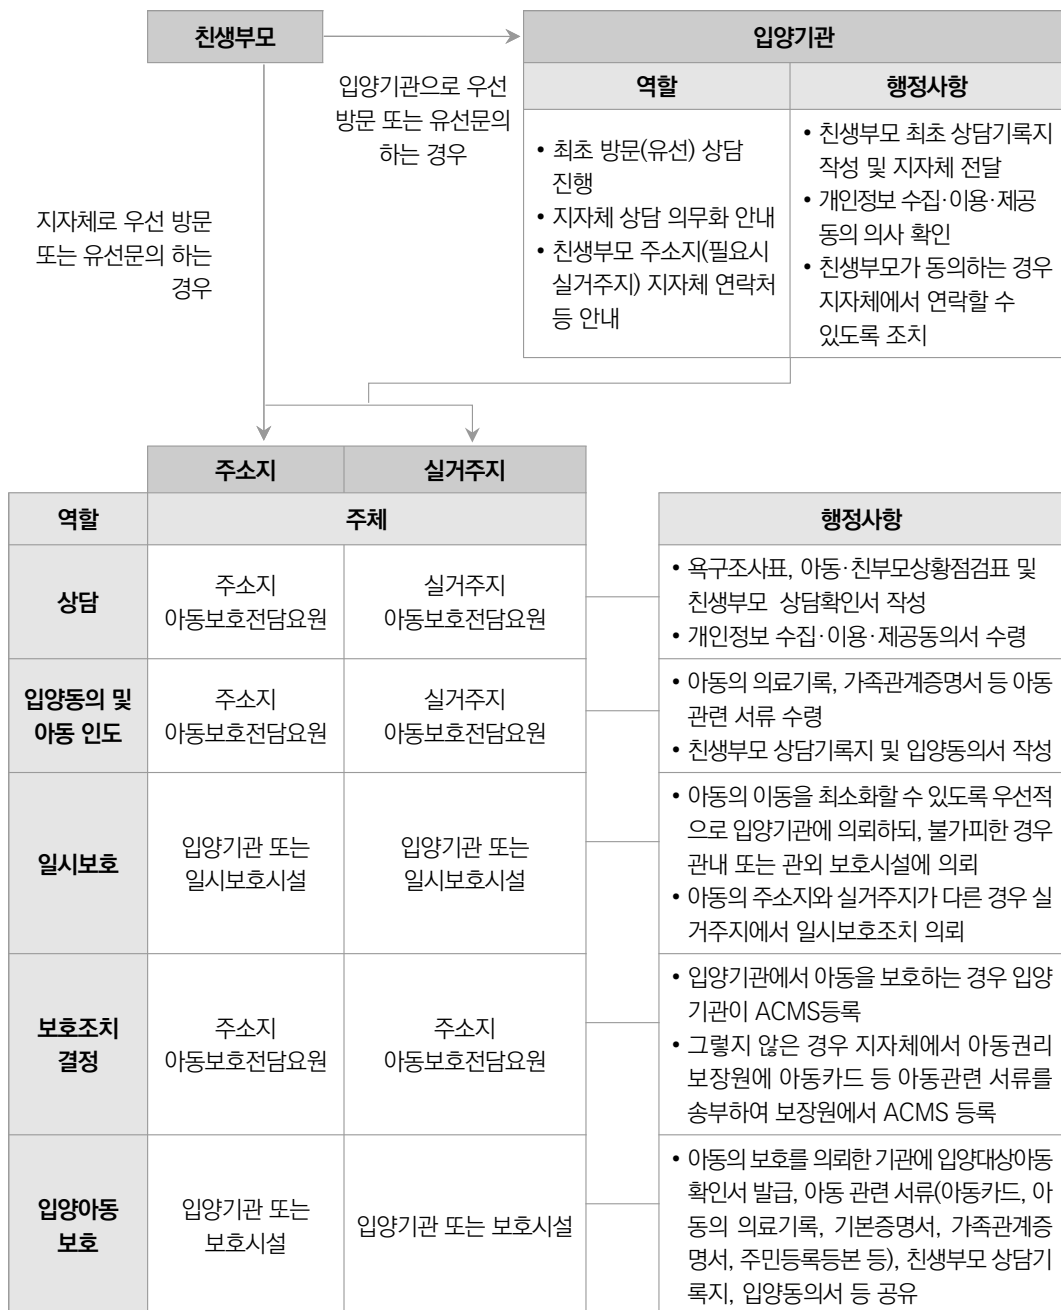 친생부모
입양기관
입양기관으로 우선
방문 또는 유선문의
하는 경우
역할
행정사항
• 최초 방문(유선) 상담
진행
• 지자체 상담 의무화 안내
• 친생부모 주소지(필요시
실거주지) 지자체 연락처
등 안내
• 친생부모 최초 상담기록지
작성 및 지자체 전달
• 개인정보 수집·이용·제공
동의 의사 확인
• 친생부모가 동의하는 경우
지자체에서 연락할 수
있도록 조치
지자체로 우선 방문
또는 유선문의 하는
경우
주소지
실거주지
역할
주체
행정사항
상담
주소지
아동보호전담요원
실거주지
아동보호전담요원
• 욕구조사표, 아동·친부모상황점검표 및
친생부모 상담확인서 작성
• 개인정보 수집·이용·제공동의서 수령
입양동의 및
아동 인도
주소지
아동보호전담요원
실거주지
아동보호전담요원
• 아동의 의료기록, 가족관계증명서 등 아동
관련 서류 수령
• 친생부모 상담기록지 및 입양동의서 작성
일시보호
입양기관 또는
일시보호시설
입양기관 또는
일시보호시설
• 아동의 이동을 최소화할 수 있도록 우선적
으로 입양기관에 의뢰하되, 불가피한 경우
관내 또는 관외 보호시설에 의뢰
• 아동의 주소지와 실거주지가 다른 경우 실
거주지에서 일시보호조치 의뢰
보호조치
결정
주소지
아동보호전담요원
주소지
아동보호전담요원
• 입양기관에서 아동을 보호하는 경우 입양
기관이 ACMS등록
• 그렇지 않은 경우 지자체에서 아동권리
보장원에 아동카드 등 아동관련 서류를
송부하여 보장원에서 ACMS 등록
입양아동
보호
입양기관 또는
보호시설
입양기관 또는 보호시설
• 아동의 보호를 의뢰한 기관에 입양대상아동
확인서 발급, 아동 관련 서류(아동카드, 아
동의 의료기록, 기본증명서, 가족관계증
명서, 주민등록등본 등), 친생부모 상담기
록지, 입양동의서 등 공유